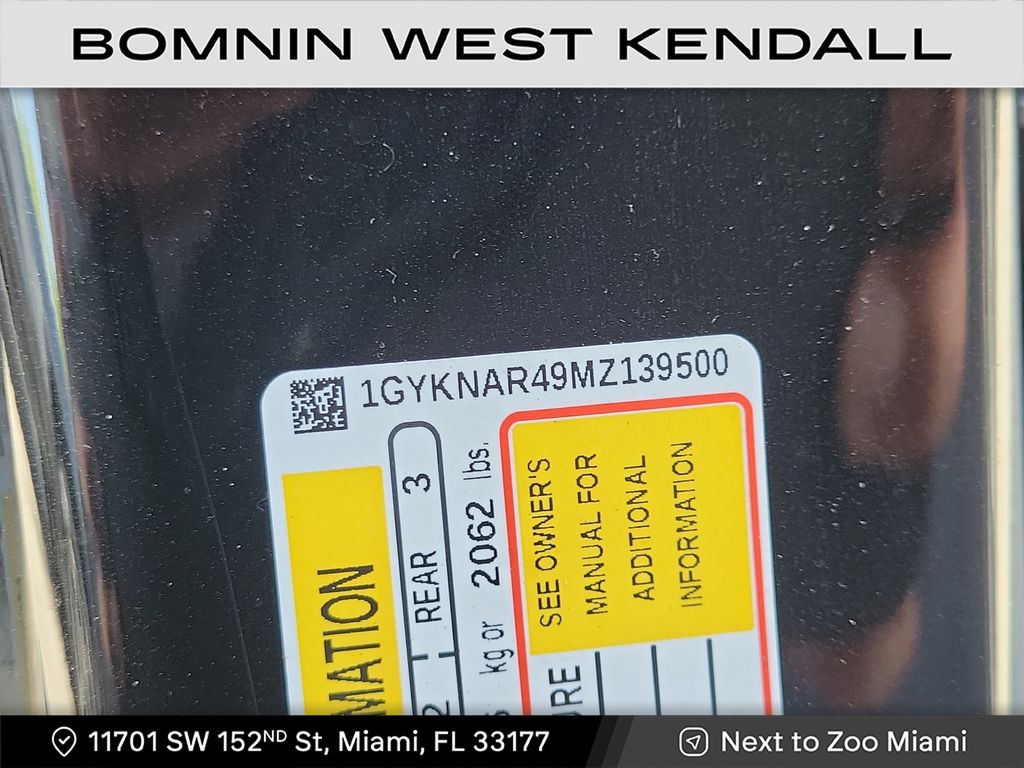 BOMNIN WEST KENDALL
1GYKNAR49MZ139500
REAR 3
kg or 2062 lbs.
SEE OWNER'S
MANUAL FOR
ADDITIONAL
INFORMATION
11701 SW 152ND St, Miami, FL 33177
Next to Zoo Miami